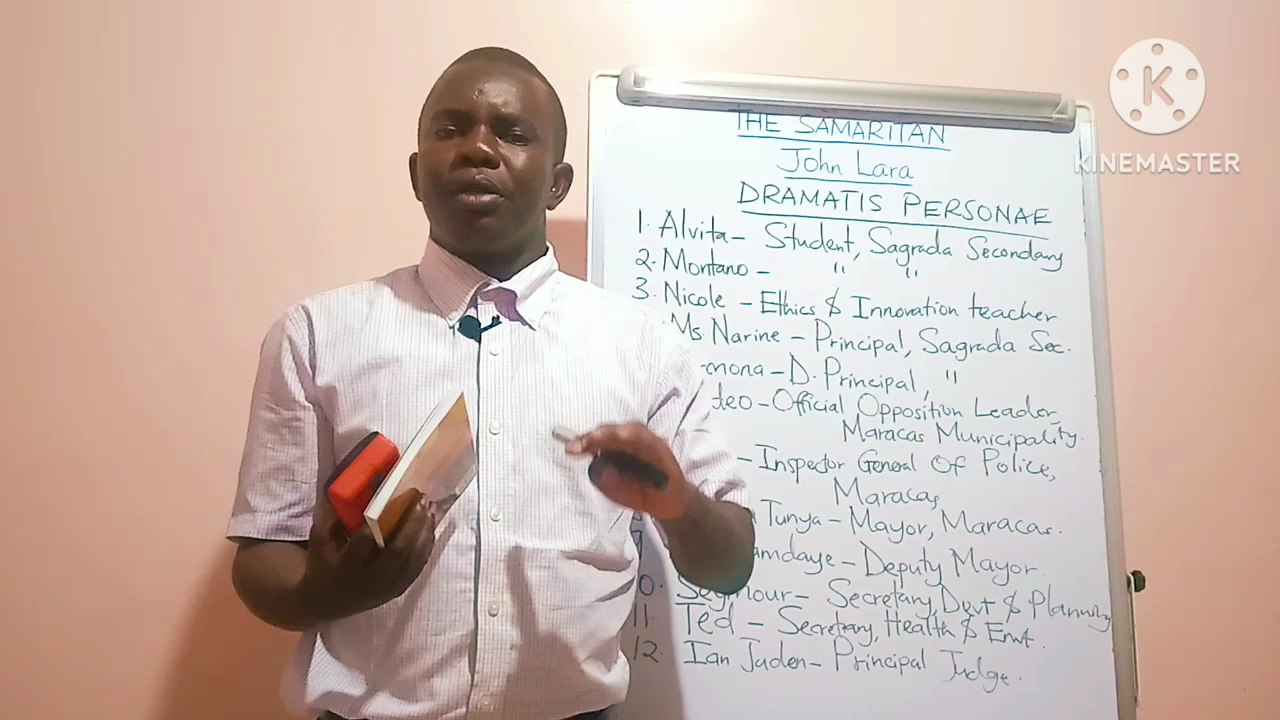 THE SAMARITAN
John Lara
DRAMATIS PERSONAE
1. Alvita – Student, Sagrada Secondary
2. Montano – " "
3. Nicole – Ethics & Innovation teacher
Ms Narine – Principal, Sagrada Sec.
mona – D. Principal, "
teo – Official Opposition Leader,
Maracas Municipality.
– Inspector General Of Police,
Maracas
Tunya – Mayor, Maracas.
amdaye – Deputy Mayor.
0. Seymour – Secretary, Devt & Planning
11. Ted – Secretary, Health & Envt.
12. Ian Jaden – Principal Judge.
K
KINEMASTER